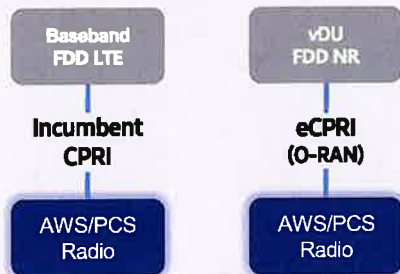 Baseband
FDD LTE
vDU
FDD NR
Incumbent
CPRI
eCPRI
(O-RAN)
AWS/PCS
Radio
AWS/PCS
Radio